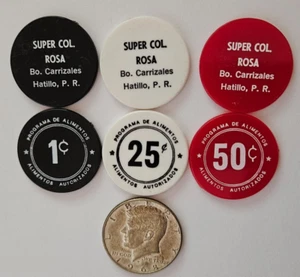 SUPER COL.
ROSA
Bo. Carrizales
Hatillo, P. R.
SUPER COL.
ROSA
Bo. Carrizales
Hatillo, P. R.
SUPER COL.
ROSA
Bo. Carrizales
Hatillo, P. R.
PROGRAMA DE ALIMENTOS
1¢
ALIMENTOS AUTORIZADOS
PROGRAMA DE ALIMENTOS
25¢
ALIMENTOS AUTORIZADOS
PROGRAMA DE ALIMENTOS
50¢
ALIMENTOS AUTORIZADOS